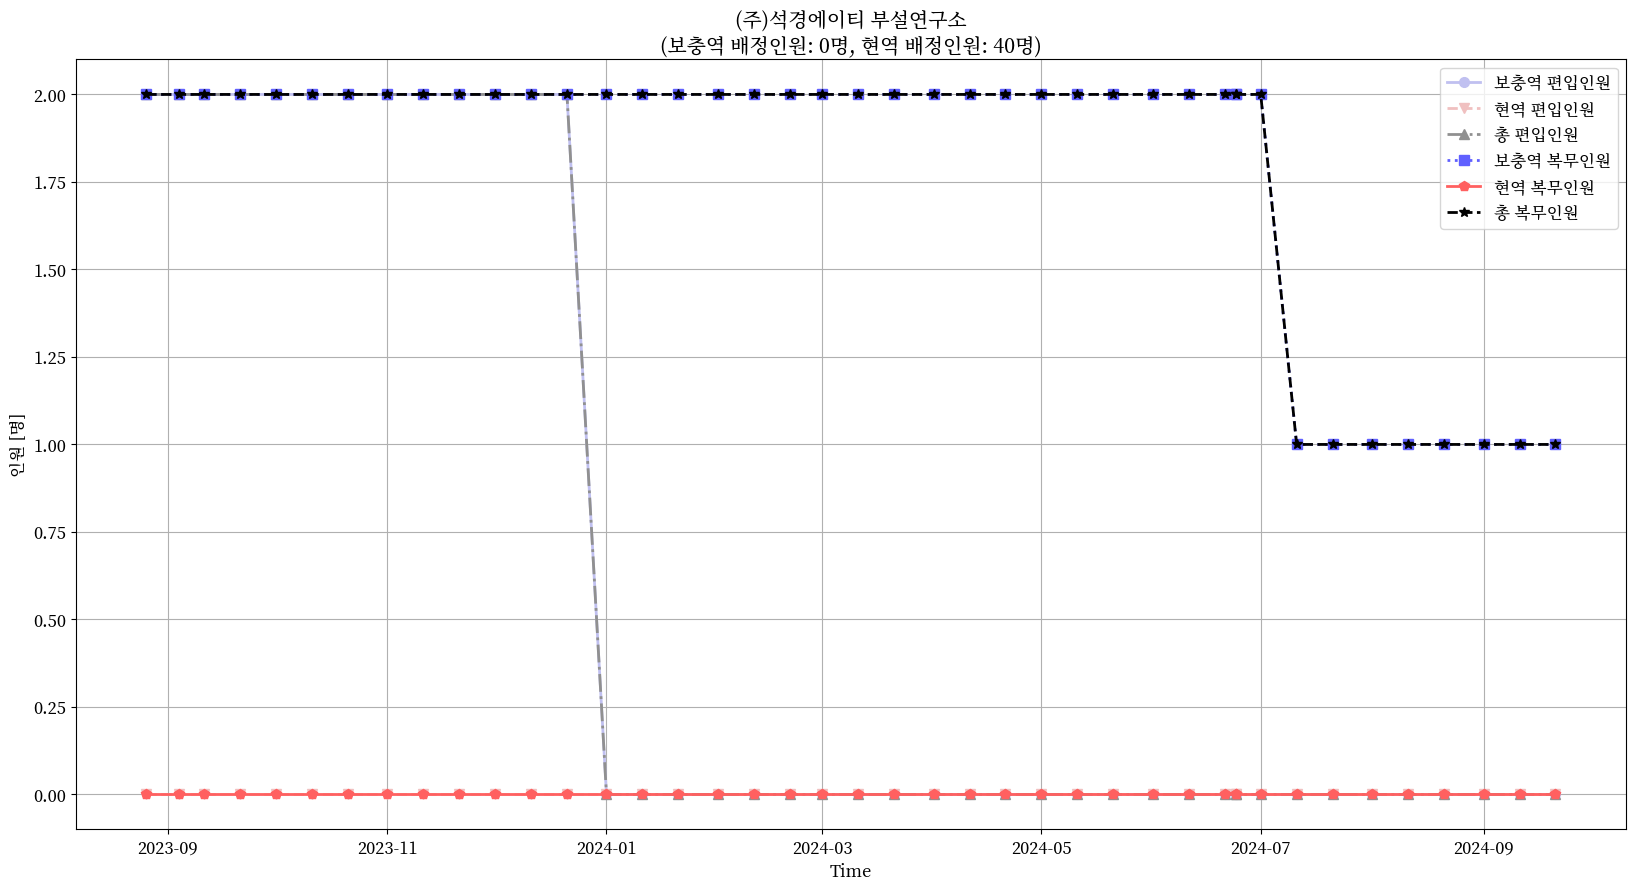 (주)석경에이티 부설연구소
(보충역 배정인원: 0명, 현역 배정인원: 40명)
보충역 편입인원
현역 편입인원
총 편입인원
보충역 복무인원
현역 복무인원
총 복무인원
인원 [명]
2.00
1.75
1.50
1.25
1.00
0.75
0.50
0.25
0.00
2023-09 2023-11 2024-01 2024-03 2024-05 2024-07 2024-09
Time